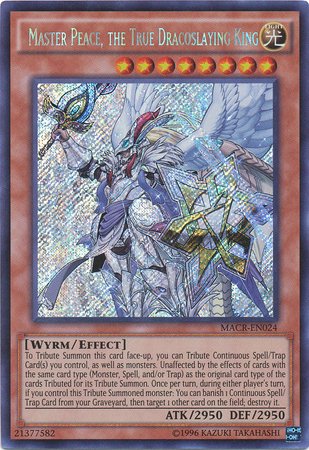 MASTER PEACE, THE TRUE DRACOSLAYING KING
LIGHT
光
MACR-EN024
[WYRM/EFFECT]
To Tribute Summon this card face-up, you can Tribute Continuous Spell/Trap
Card(s) you control, as well as monsters. Unaffected by the effects of cards with
the same card type (Monster, Spell, and/or Trap) as the original card type of the
cards Tributed for its Tribute Summon. Once per turn, during either player's turn,
if you control this Tribute Summoned monster: You can banish 1 Continuous Spell/
Trap Card from your Graveyard, then target 1 other card on the field; destroy it.
ATK/2950 DEF/2950
21377582
©1996 KAZUKI TAKAHASHI